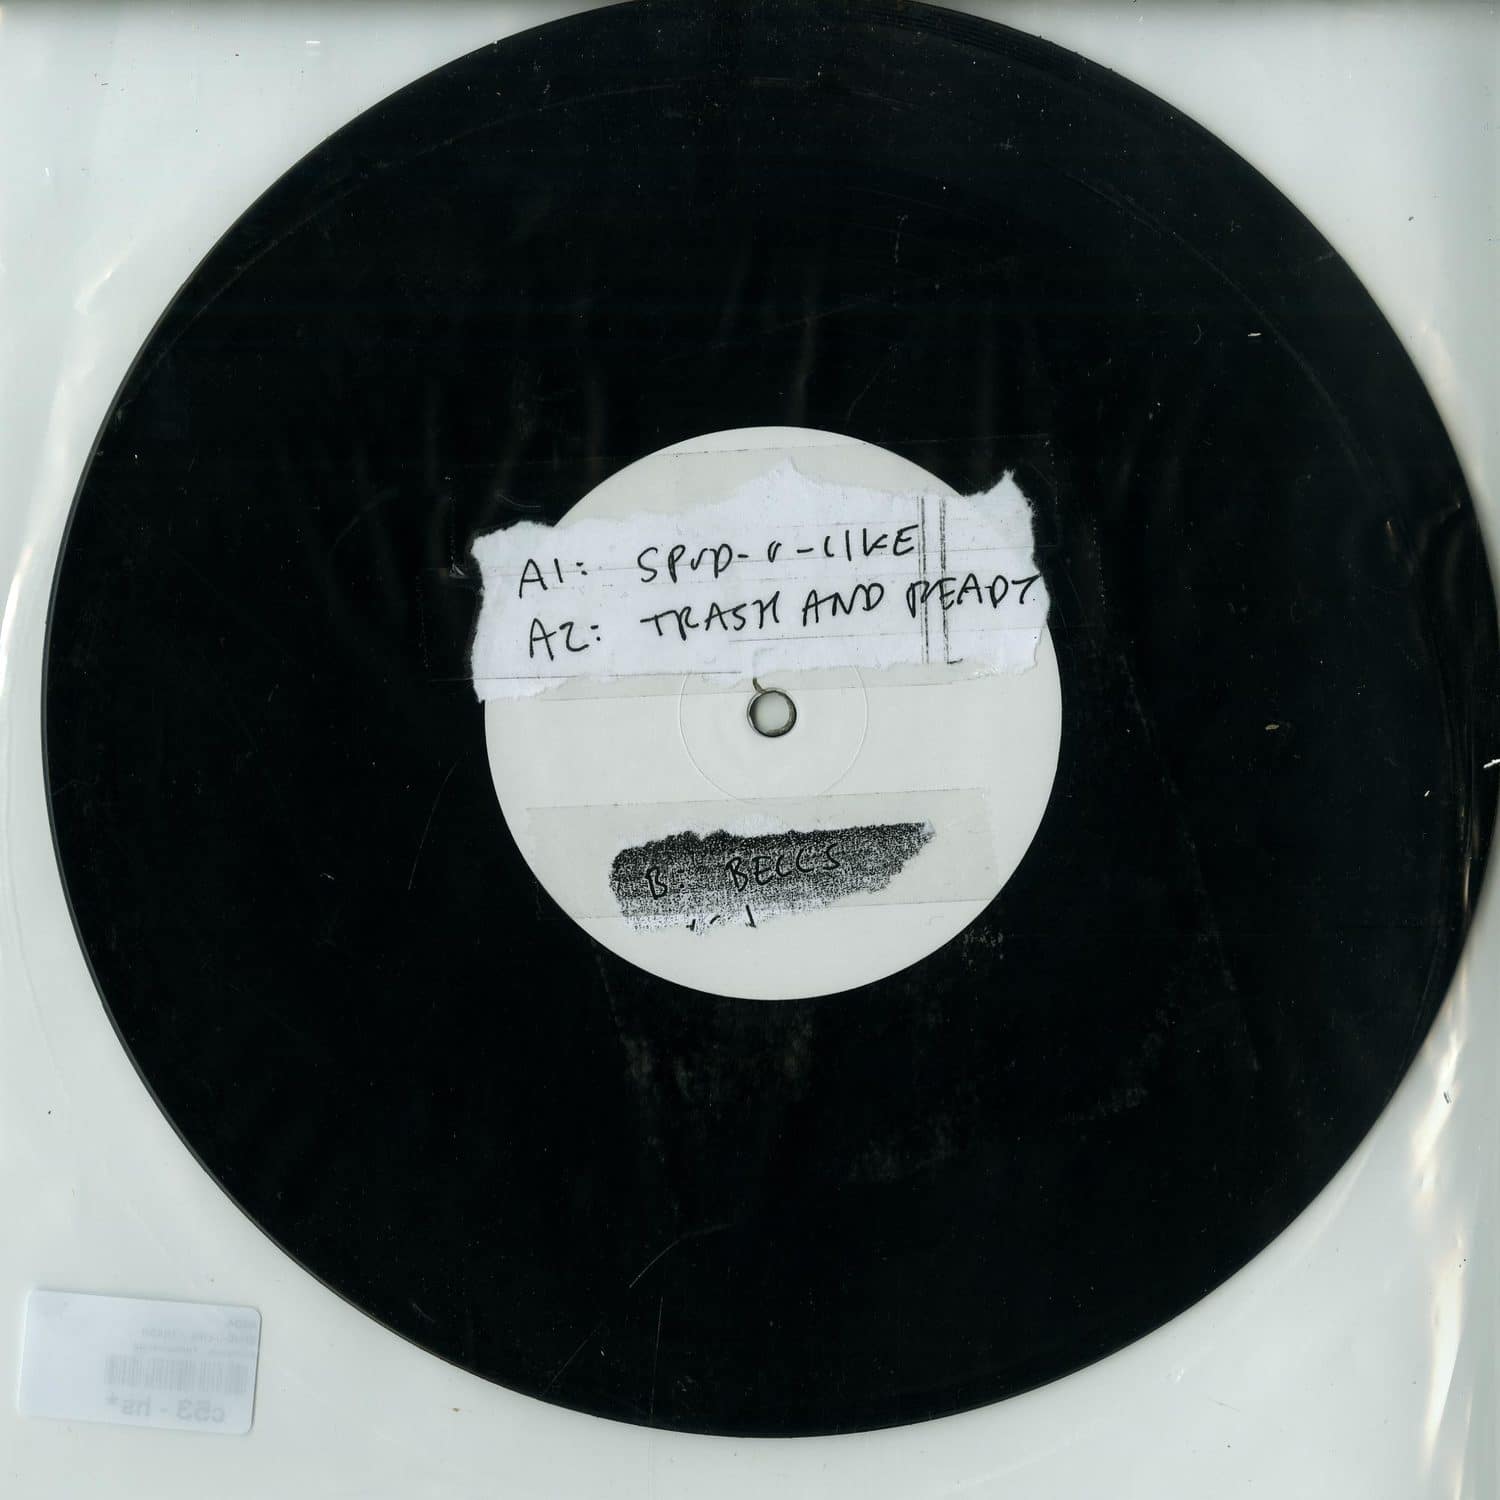 A1: SPUD-U-LIKE
A2: TRASH AND READY
B: BELLS
c53 - hs*